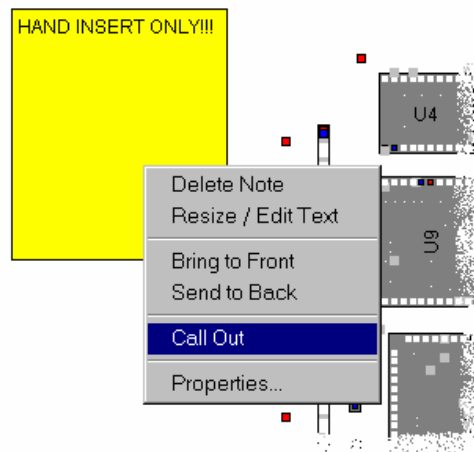 HAND INSERT ONLY!!!
U4
U9
Delete Note
Resize / Edit Text
Bring to Front
Send to Back
Call Out
Properties...